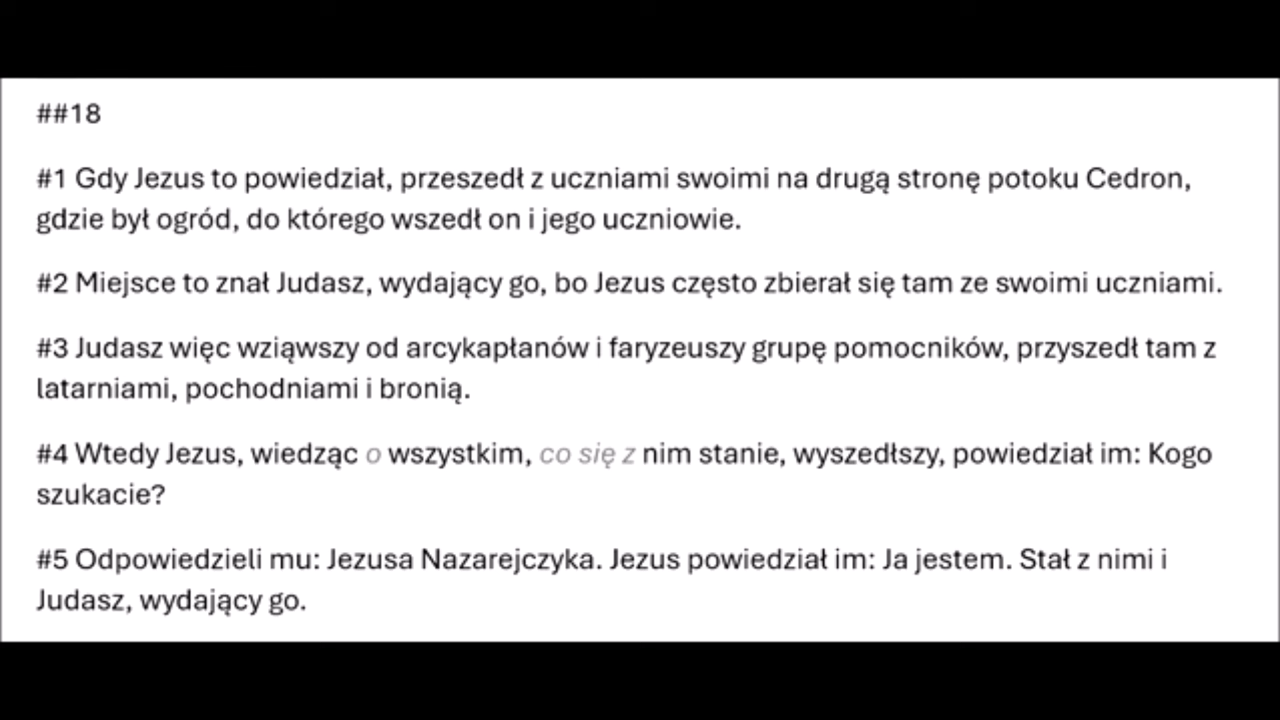 ##18
#1 Gdy Jezus to powiedział, przeszedł z uczniami swoimi na drugą stronę potoku Cedron,
gdzie był ogród, do którego wszedł on i jego uczniowie.
#2 Miejsce to znał Judasz, wydający go, bo Jezus często zbierał się tam ze swoimi uczniami.
#3 Judasz więc wziąwszy od arcykapłanów i faryzeuszy grupę pomocników, przyszedł tam z
latarniami, pochodniami i bronią.
#4 Wtedy Jezus, wiedząc o wszystkim, co się z nim stanie, wyszedłszy, powiedział im: Kogo
szukacie?
#5 Odpowiedzieli mu: Jezusa Nazarejczyka. Jezus powiedział im: Ja jestem. Stał z nimi i
Judasz, wydający go.